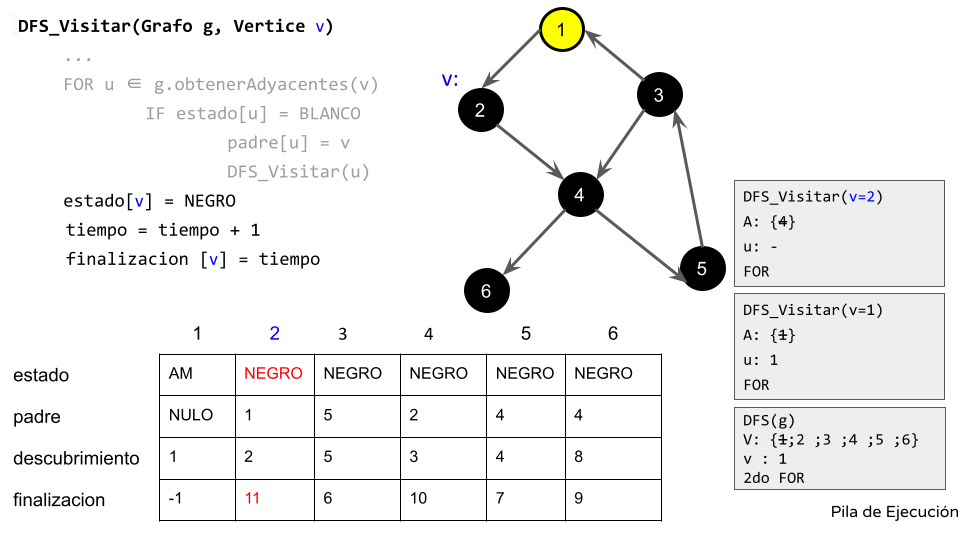 DFS_Visitar(Grafo g, Vertice v)
...
FOR u ∈ g.obtenerAdyacentes(v)
IF estado[u] = BLANCO
padre[u] = v
DFS_Visitar(u)
estado[v] = NEGRO
tiempo = tiempo + 1
finalizacion [v] = tiempo
v:
1
2
3
4
5
6
DFS_Visitar(v=2)
A: {4}
u: -
FOR
DFS_Visitar(v=1)
A: {1}
u: 1
FOR
DFS(g)
V: {1;2 ;3 ;4 ;5 ;6}
v : 1
2do FOR
Pila de Ejecución
1 2 3 4 5 6
estado AM NEGRO NEGRO NEGRO NEGRO NEGRO
padre NULO 1 5 2 4 4
descubrimiento 1 2 5 3 4 8
finalizacion -1 11 6 10 7 9